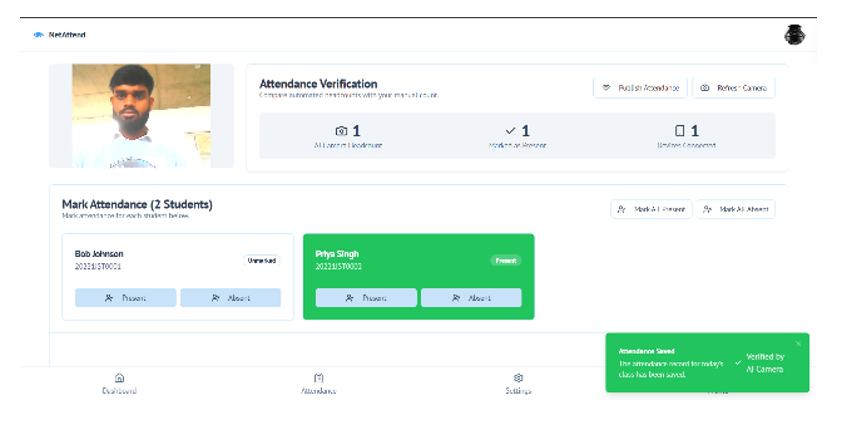 NetAttend
Attendance Verification
Compare automated headcounts with your manual count.
Publish Attendance
Refresh Camera
1
AI Camera Headcount
1
Marked as Present
1
Devices Connected
Mark Attendance (2 Students)
Mark attendance for each student below.
Mark All Present
Mark All Absent
Bob Johnson
Unmarked
Present
Absent
Priya Singh
Present
Present
Absent
Attendance Saved
The attendance record for today's
class has been saved.
Verified by
AI Camera
Dashboard
Attendance
Settings